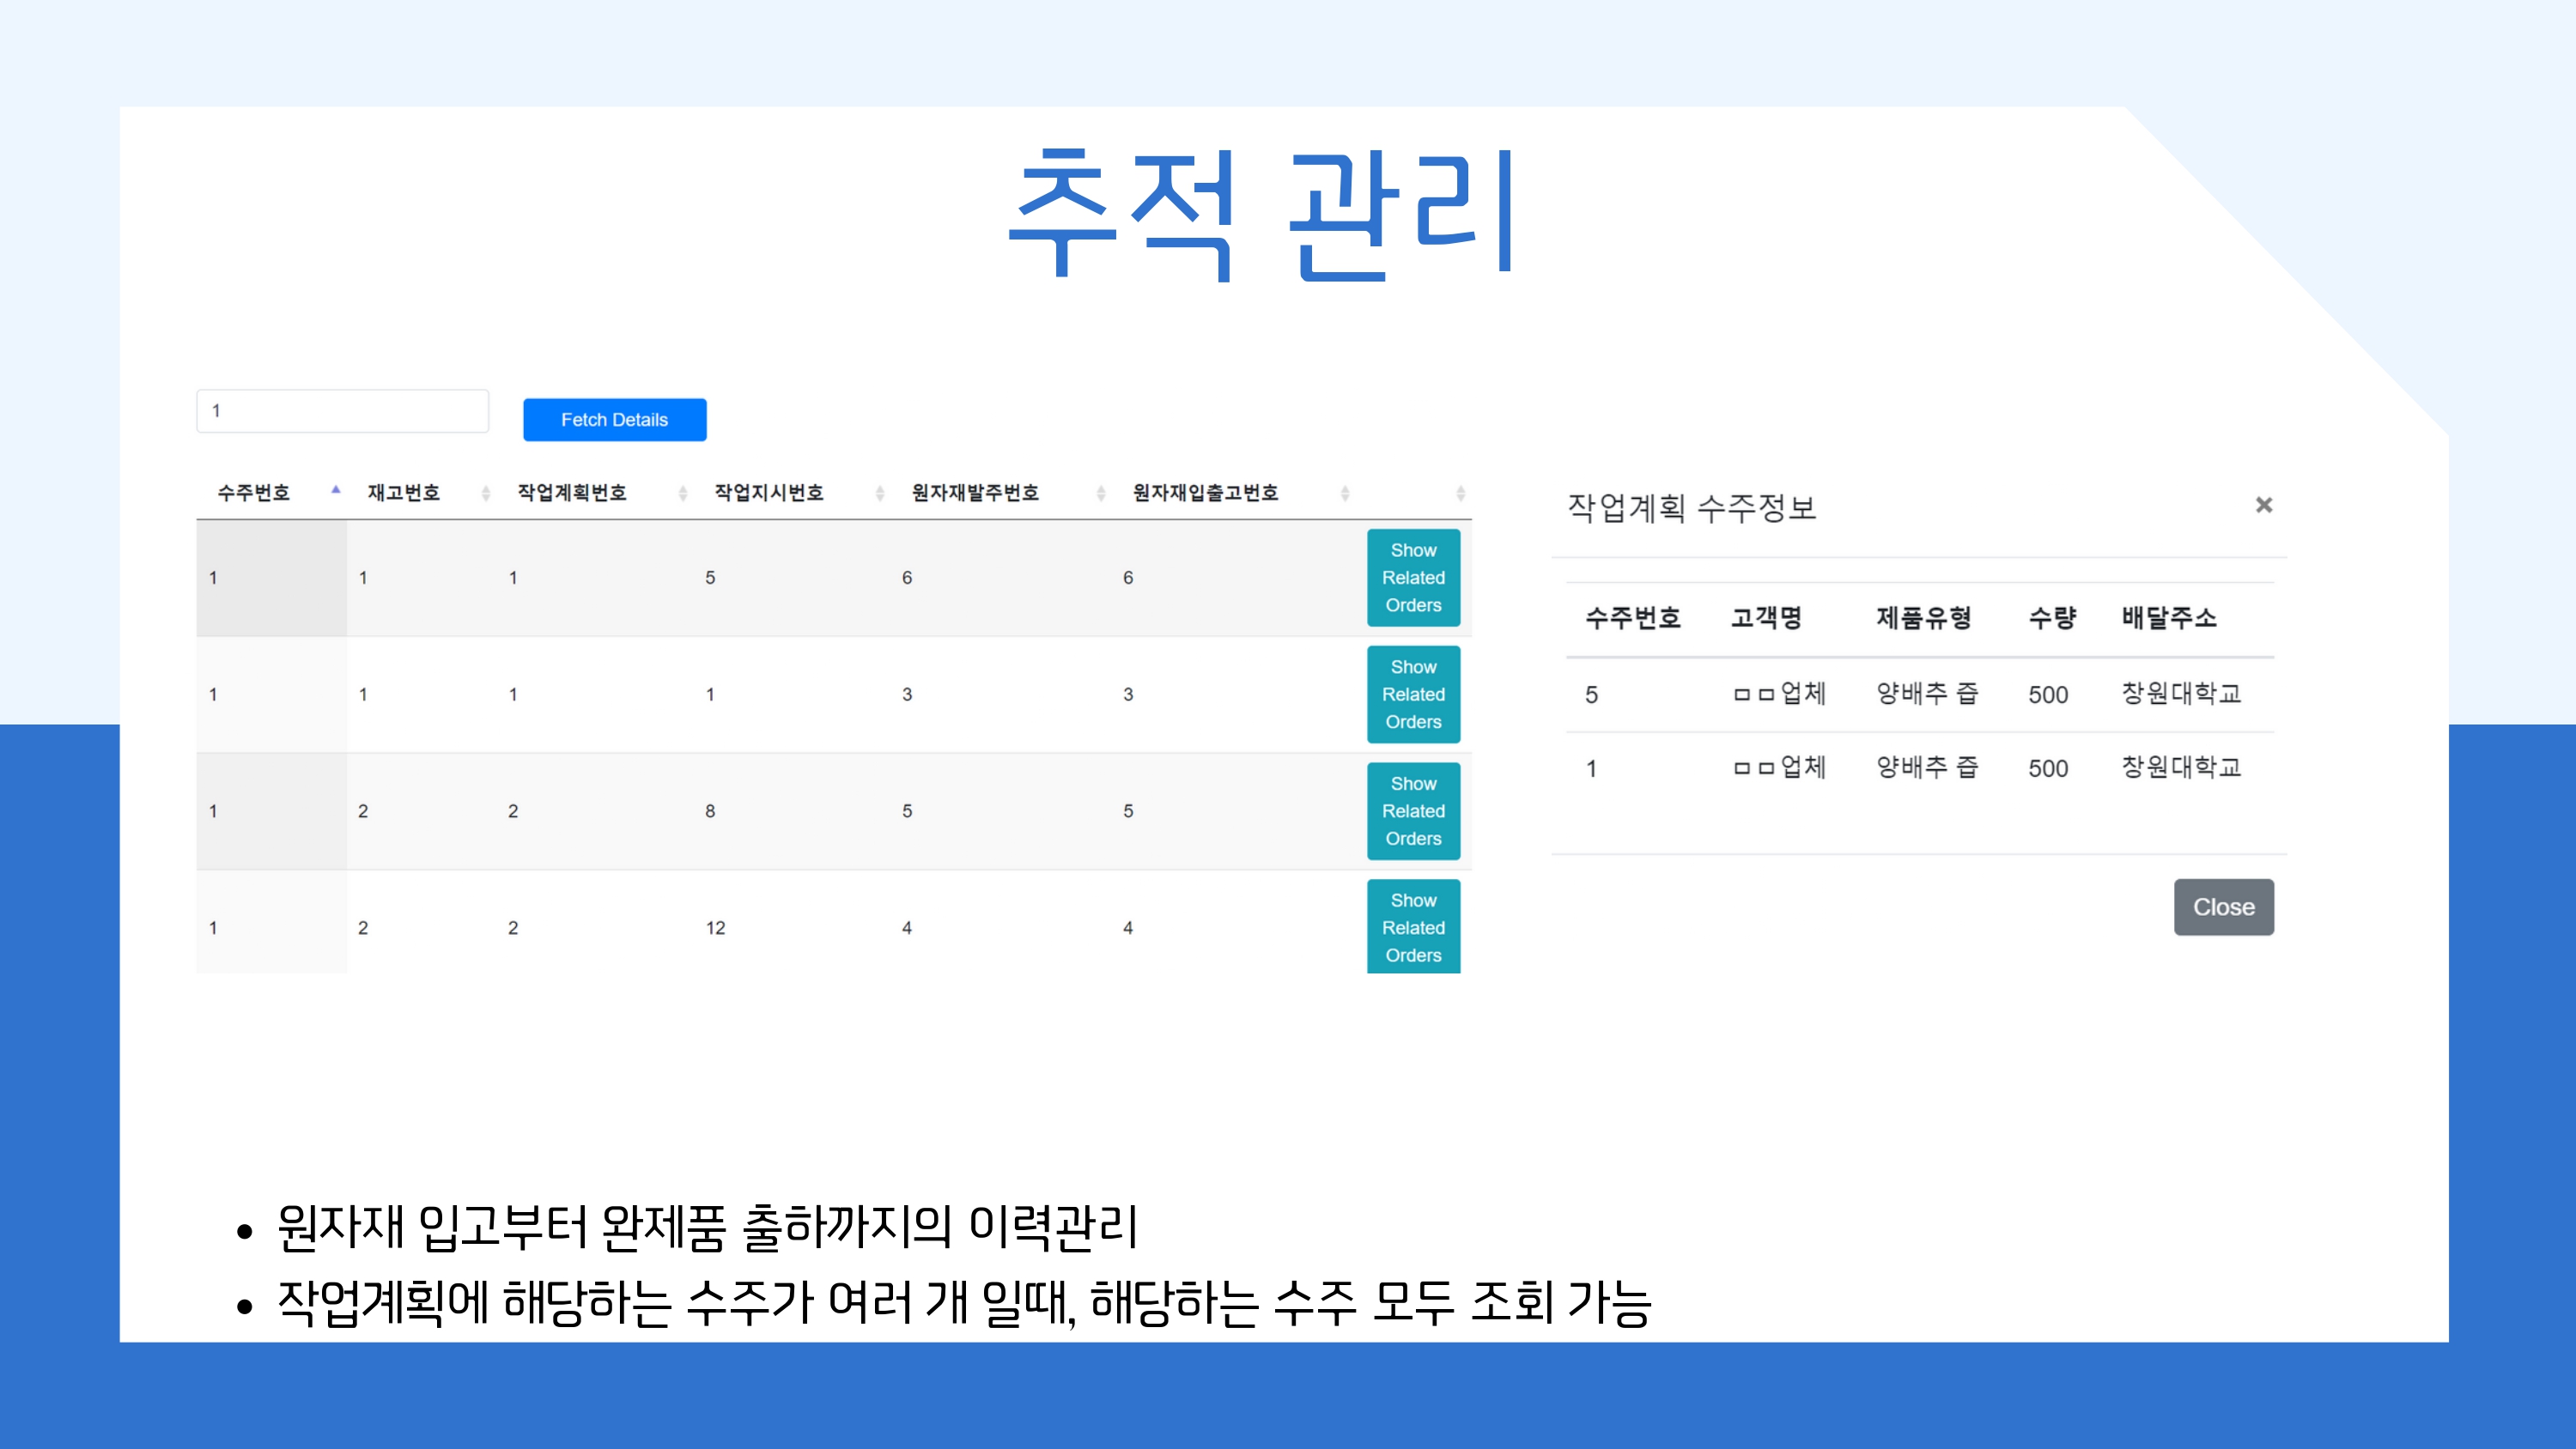 추적 관리
1
Fetch Details
수주번호 재고번호 작업계획번호 작업지시번호 원자재발주번호 원자재입출고번호
1 1 1 5 6 6 Show Related Orders
1 1 1 1 3 3 Show Related Orders
1 2 2 8 5 5 Show Related Orders
1 2 2 12 4 4 Show Related Orders
작업계획 수주정보 ×
수주번호 고객명 제품유형 수량 배달주소
5 ㅁㅁ업체 양배추 즙 500 창원대학교
1 ㅁㅁ업체 양배추 즙 500 창원대학교
Close
• 원자재 입고부터 완제품 출하까지의 이력관리
• 작업계획에 해당하는 수주가 여러 개 일때, 해당하는 수주 모두 조회 가능